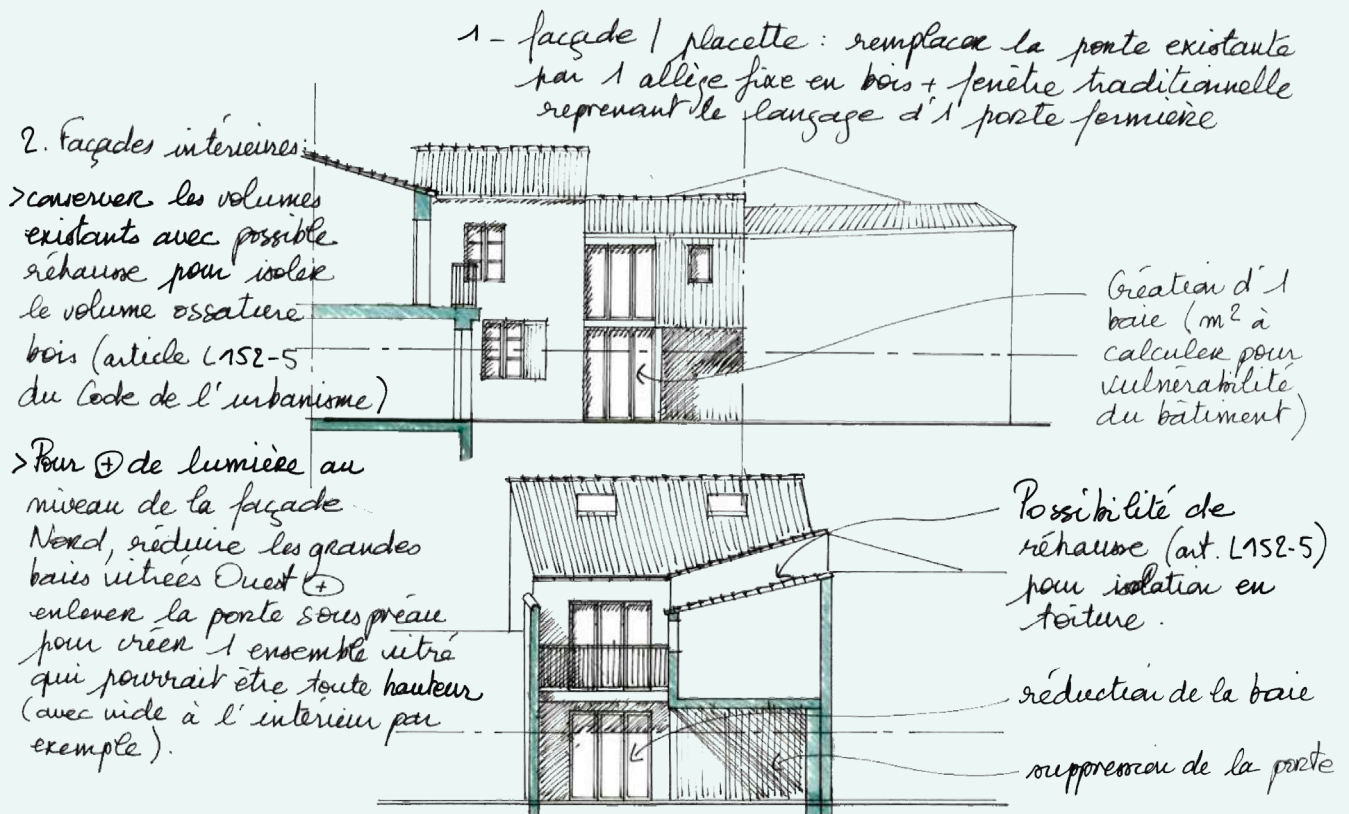 1 - façade / placette : remplacer la porte existante
par 1 allège fixe en bois + fenêtre traditionnelle
reprenant le langage d'1 porte fermière
2. Façades intérieures:
> conserver les volumes
existants avec possible
réhausse pour isoler
le volume ossature
bois (article L152-5
du Code de l'urbanisme)
> Pour + de lumière au
niveau de la façade
Nord, réduire les grandes
baies vitrées Ouest +
enlever la porte sous préau
pour créer 1 ensemble vitré
qui pourrait être toute hauteur
(avec vide à l'intérieur par
exemple).
Création d'1
baie (m² à
calculer pour
vulnérabilité
du bâtiment)
Possibilité de
réhausse (art. L152-5)
pour isolation en
toiture.
réduction de la baie
suppression de la porte